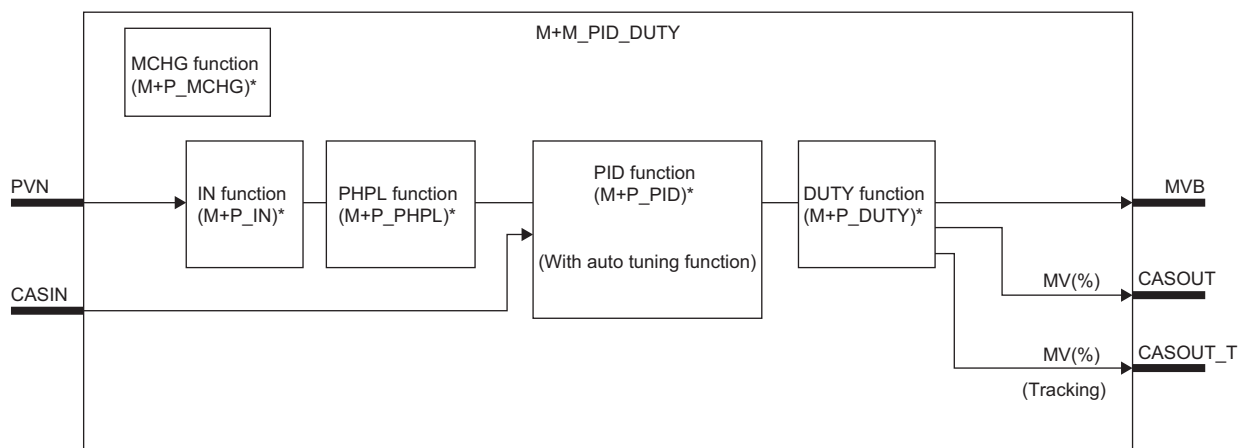 M+M_PID_DUTY
MCHG function
(M+P_MCHG)*
PVN
IN function
(M+P_IN)*
PHPL function
(M+P_PHPL)*
PID function
(M+P_PID)*
(With auto tuning function)
DUTY function
(M+P_DUTY)*
MVB
CASIN
MV(%)
CASOUT
MV(%)
(Tracking)
CASOUT_T